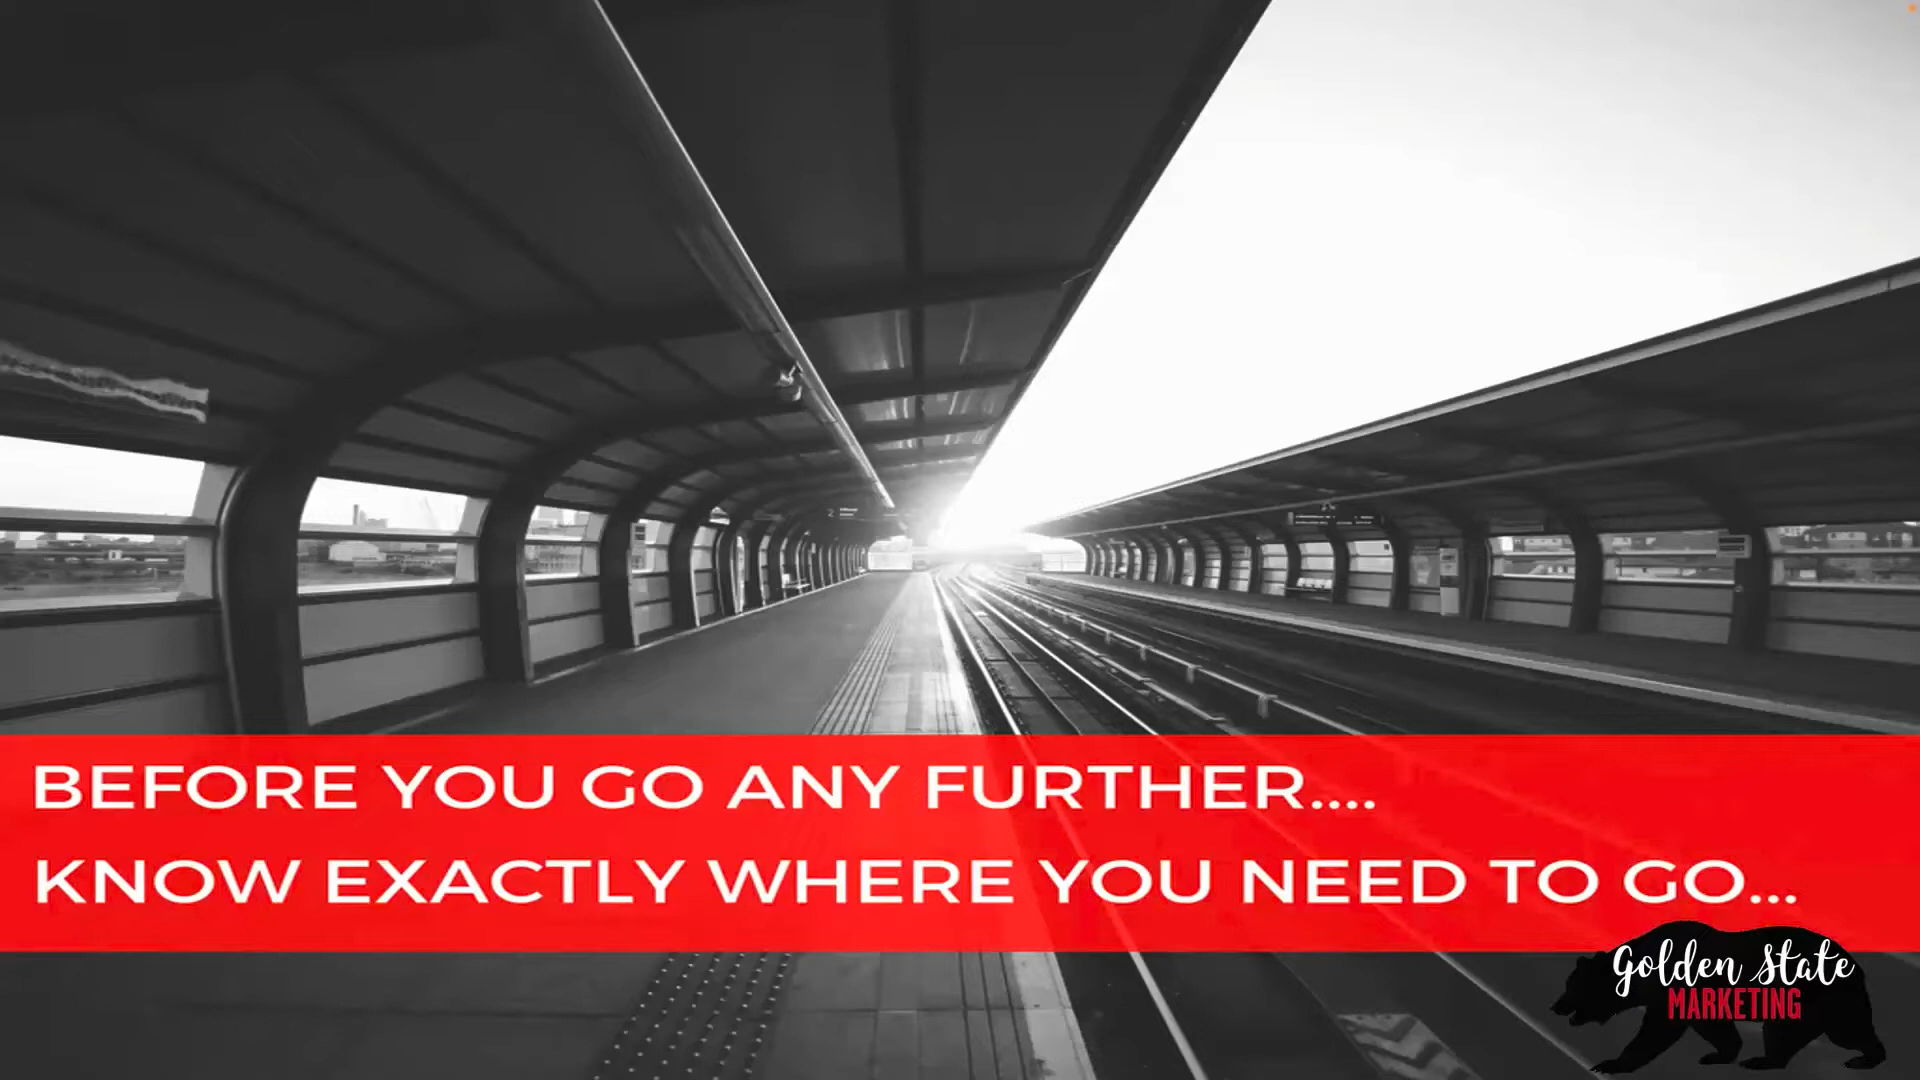 BEFORE YOU GO ANY FURTHER....
KNOW EXACTLY WHERE YOU NEED TO GO...
Golden State
MARKETING